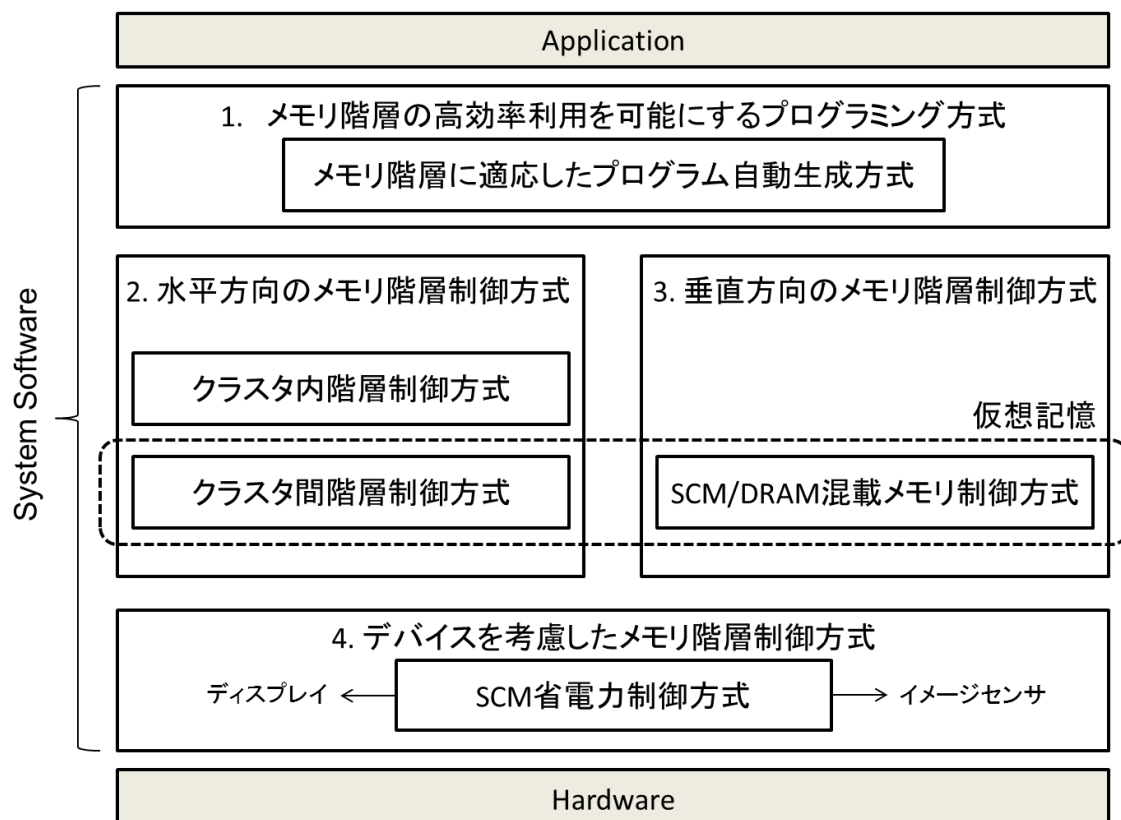 Application
1. メモリ階層の高効率利用を可能にするプログラミング方式
メモリ階層に適応したプログラム自動生成方式
System Software
2. 水平方向のメモリ階層制御方式
クラスタ内階層制御方式
クラスタ間階層制御方式
3. 垂直方向のメモリ階層制御方式
仮想記憶
SCM/DRAM混載メモリ制御方式
4. デバイスを考慮したメモリ階層制御方式
ディスプレイ
SCM省電力制御方式
イメージセンサ
Hardware